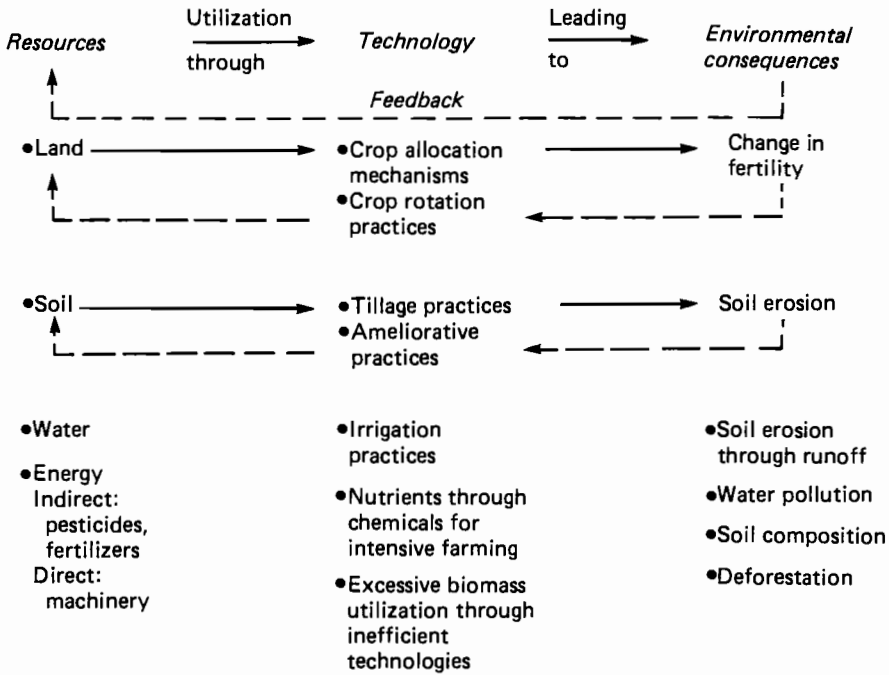 Utilization
Leading
Resources
Technology
Environmental
consequences
through
to
Feedback
•Land
•Crop allocation
mechanisms
•Crop rotation
practices
Change in
fertility
•Soil
•Tillage practices
•Ameliorative
practices
Soil erosion
•Water
•Energy
Indirect:
pesticides,
fertilizers
Direct:
machinery
•Irrigation
practices
•Nutrients through
chemicals for
intensive farming
•Excessive biomass
utilization through
inefficient
technologies
•Soil erosion
through runoff
•Water pollution
•Soil composition
•Deforestation